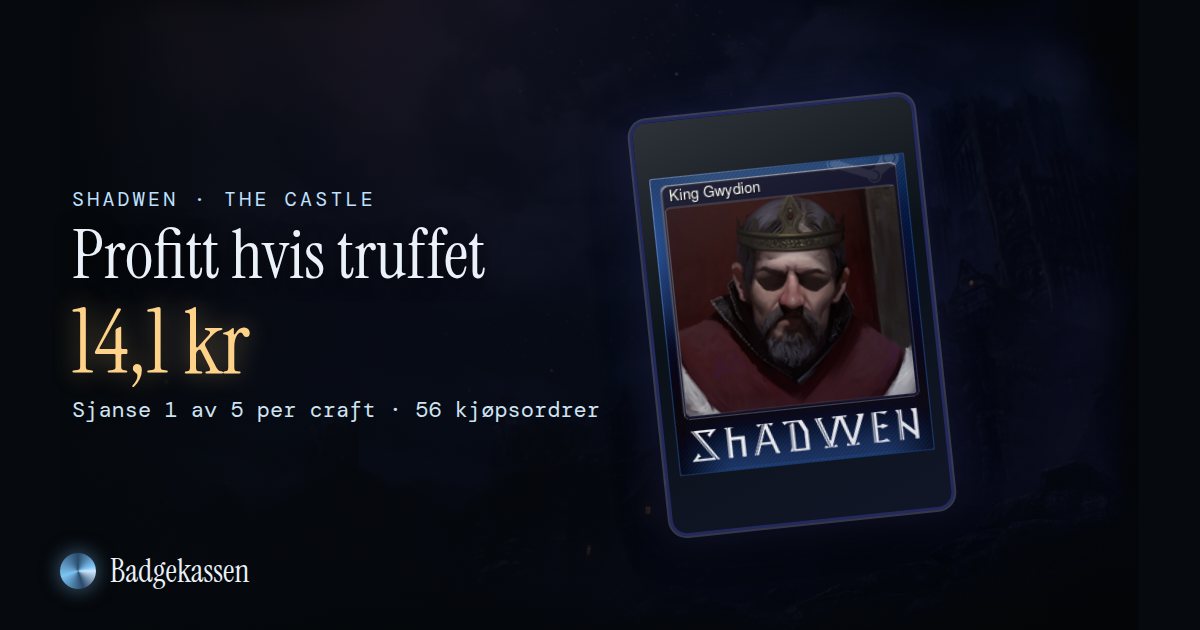 SHADWEN · THE CASTLE
Profitt hvis truffet
14,1 kr
Sjanse 1 av 5 per craft · 56 kjøpsordrer
King Gwydion
SHADWEN
Badgekassen